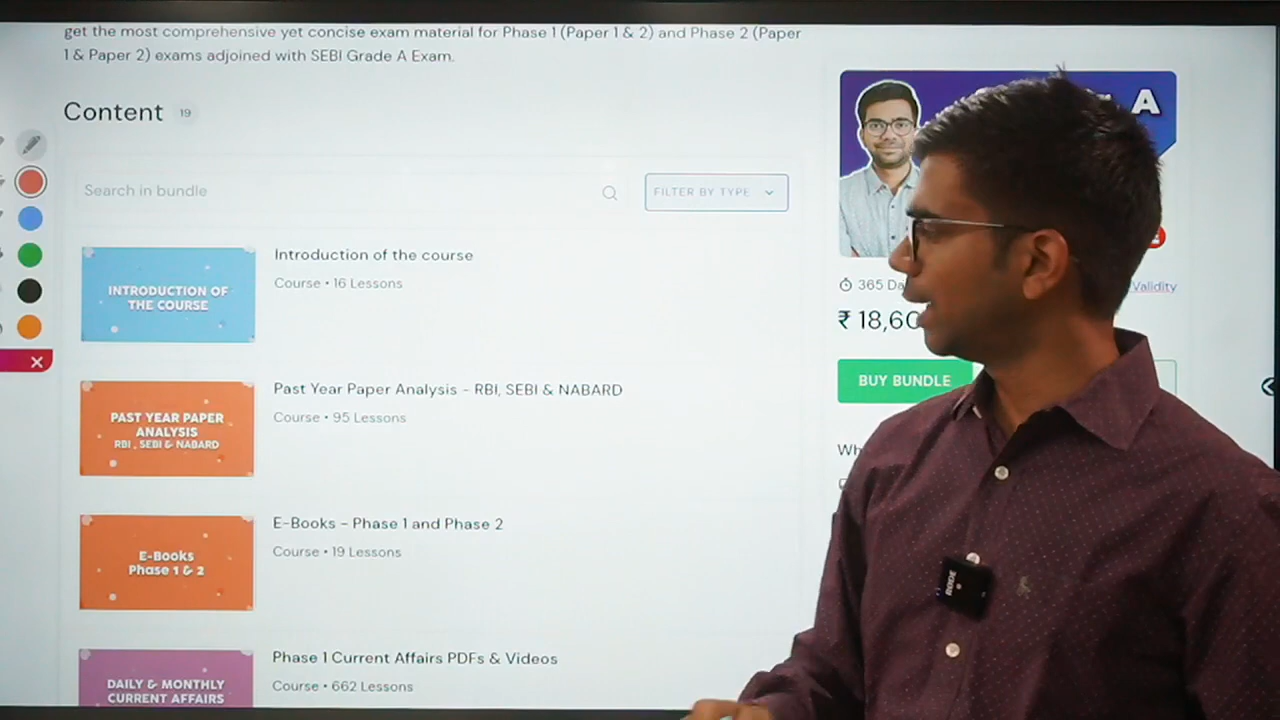 get the most comprehensive yet concise exam material for Phase 1 (Paper 1 & 2) and Phase 2 (Paper
1 & Paper 2) exams adjoined with SEBI Grade A Exam.
Content 19
Search in bundle
FILTER BY TYPE
INTRODUCTION OF
THE COURSE
Introduction of the course
Course • 16 Lessons
PAST YEAR PAPER
ANALYSIS
RBI, SEBI & NABARD
Past Year Paper Analysis - RBI, SEBI & NABARD
Course • 95 Lessons
E-Books
Phase 1 & 2
E-Books - Phase 1 and Phase 2
Course • 19 Lessons
DAILY & MONTHLY
CURRENT AFFAIRS
Phase 1 Current Affairs PDFs & Videos
Course • 662 Lessons
A
365 Da
Validity
₹ 18,60
BUY BUNDLE
Wh
RODE